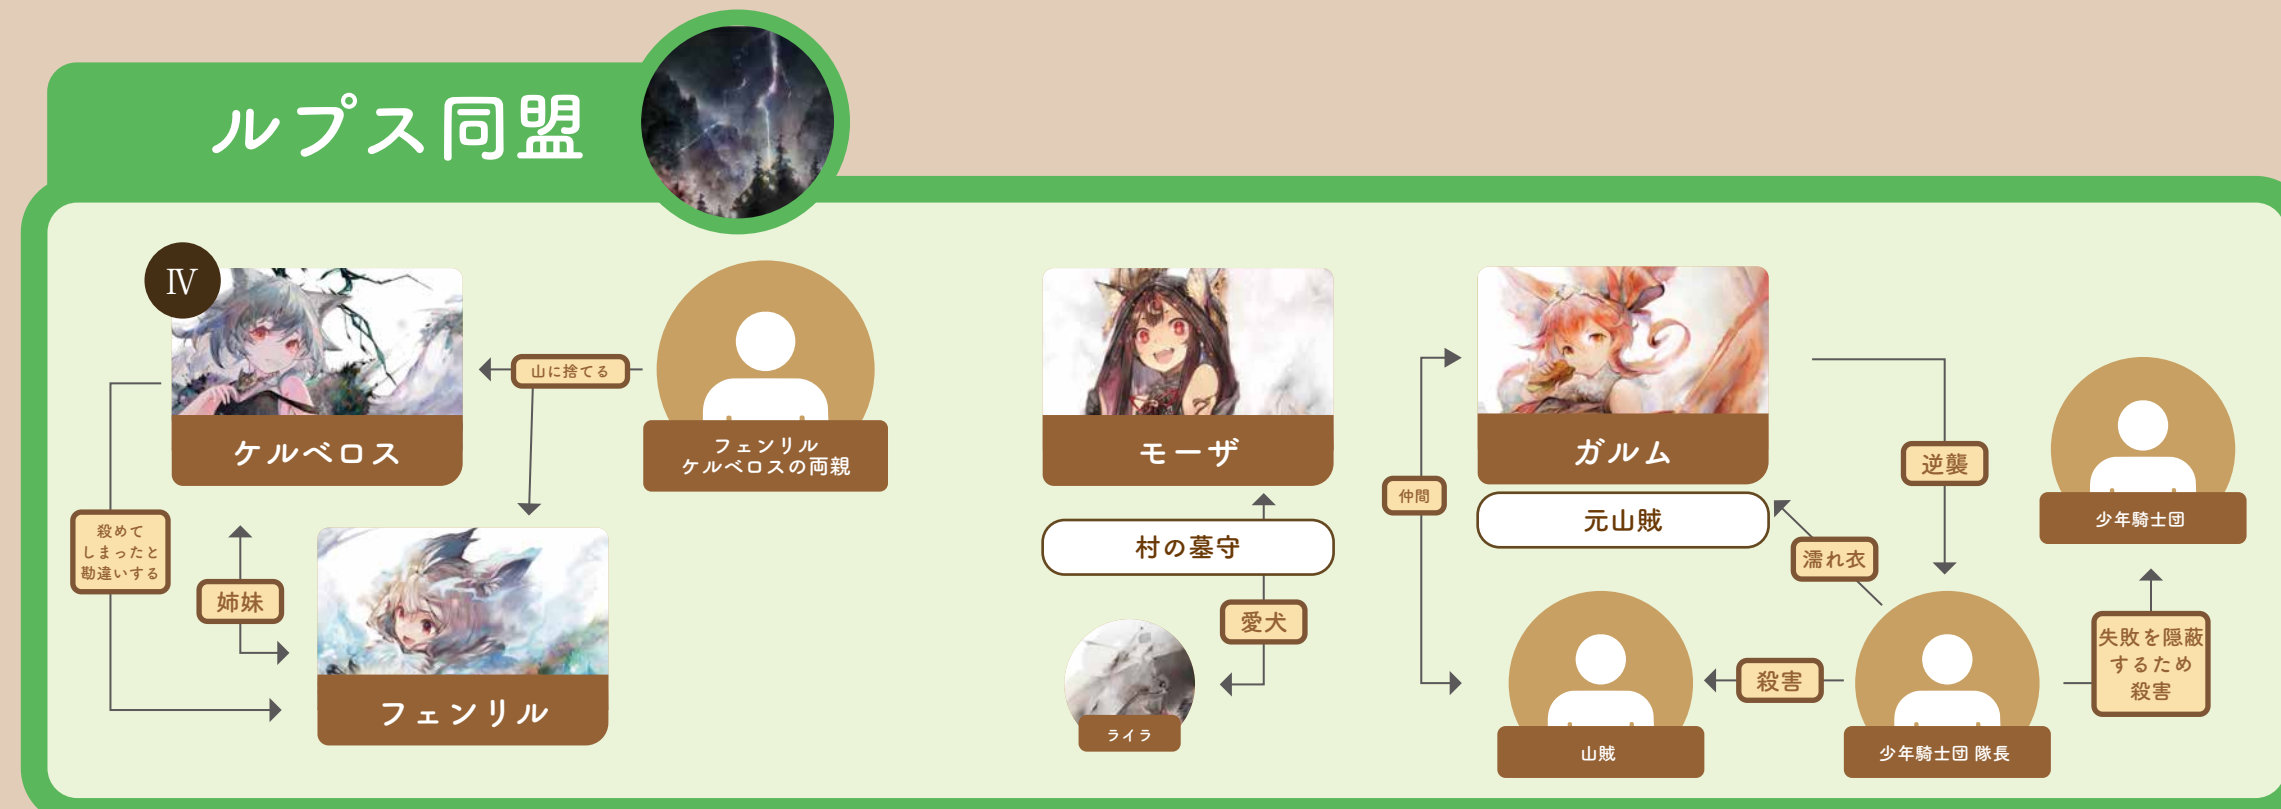 ルプス同盟
Ⅳ
ケルベロス
山に捨てる
フェンリル
ケルベロスの両親
殺めて
しまったと
勘違いする
姉妹
フェンリル
モーザ
村の墓守
愛犬
ライラ
ガルム
元山賊
仲間
逆襲
濡れ衣
少年騎士団
山賊
殺害
少年騎士団 隊長
失敗を隠蔽
するため
殺害